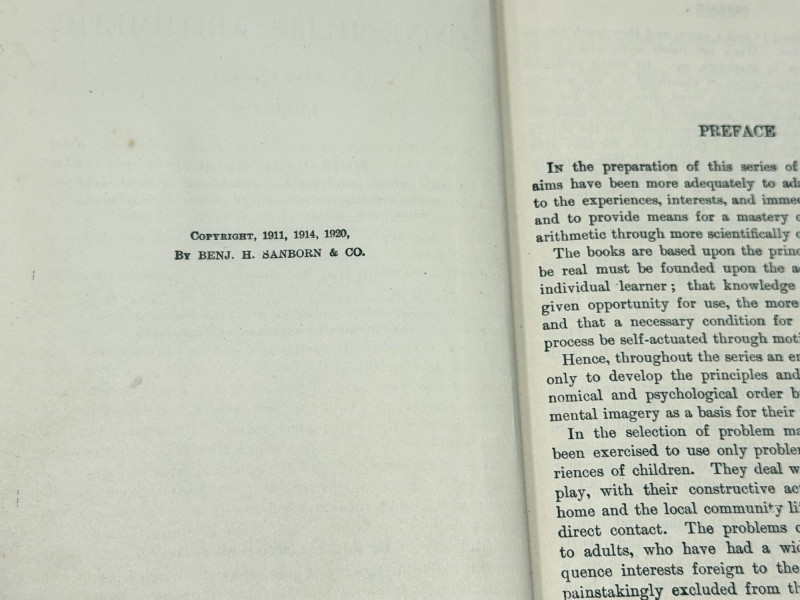 COPYRIGHT, 1911, 1914, 1920,
BY BENJ. H. SANBORN & CO.
PREFACE
IN the preparation of this series of
aims have been more adequately to
to the experiences, interests, and
and to provide means for a mastery
arithmetic through more scientifically
The books are based upon the
be real must be founded upon the
individual learner; that knowledge
given opportunity for use, the more
and that a necessary condition for
process be self-actuated through
Hence, throughout the series an
only to develop the principles and
nomical and psychological order
mental imagery as a basis for their
In the selection of problem
been exercised to use only
riences of children. They deal
play, with their constructive
home and the local community
direct contact. The problems
to adults, who have had a
quence interests foreign to the
painstakingly excluded from